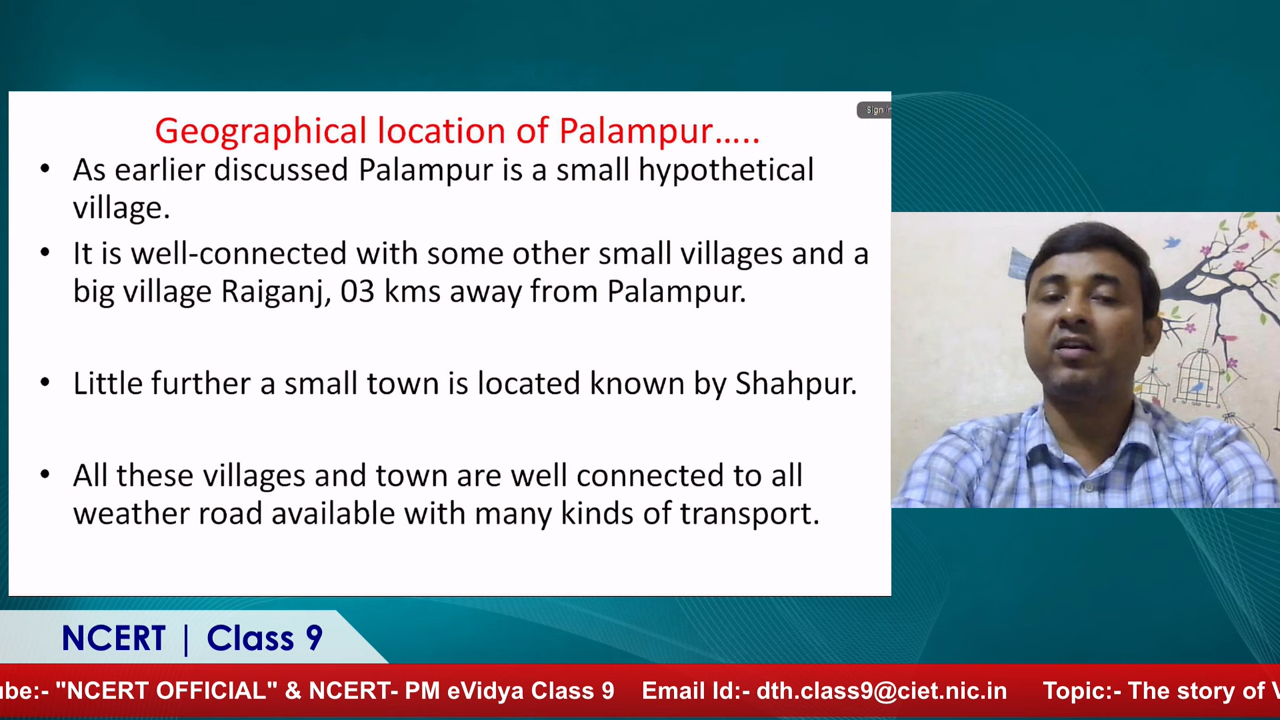 Sign in
Geographical location of Palampur.....
• As earlier discussed Palampur is a small hypothetical
village.
• It is well-connected with some other small villages and a
big village Raiganj, 03 kms away from Palampur.
• Little further a small town is located known by Shahpur.
• All these villages and town are well connected to all
weather road available with many kinds of transport.
NCERT | Class 9
ube:- "NCERT OFFICIAL" & NCERT- PM eVidya Class 9 Email Id:- dth.class9@ciet.nic.in Topic:- The story of V